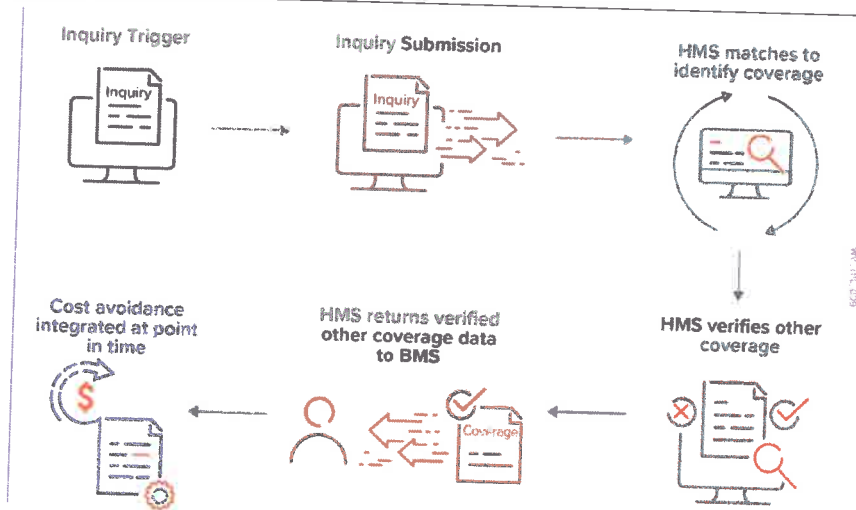 Inquiry Trigger
Inquiry
Inquiry Submission
Inquiry
HMS matches to
identify coverage
HMS verifies other
coverage
HMS returns verified
other coverage data
to BMS
Coverage
Cost avoidance
integrated at point
in time
$